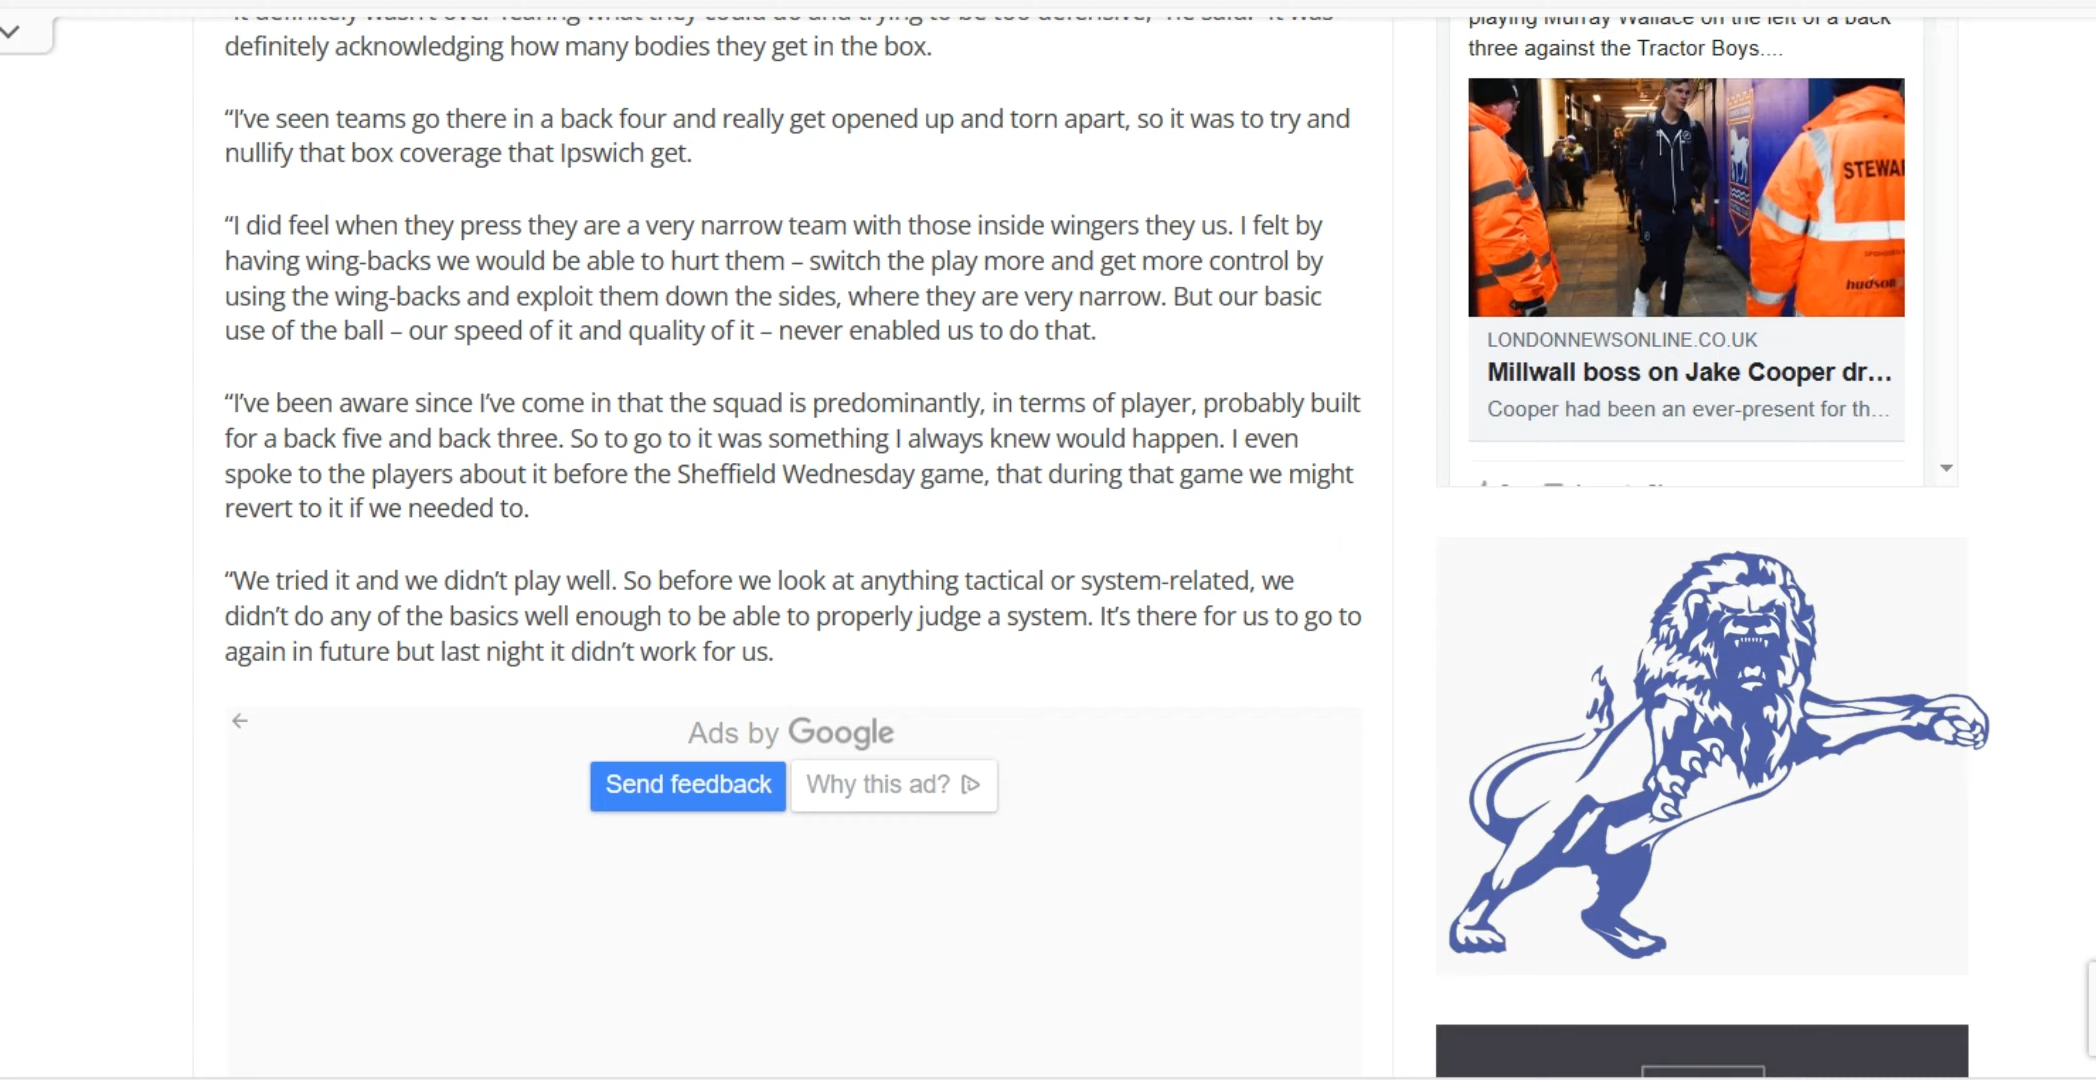 definitely acknowledging how many bodies they get in the box.
“I’ve seen teams go there in a back four and really get opened up and torn apart, so it was to try and
nullify that box coverage that Ipswich get.
“I did feel when they press they are a very narrow team with those inside wingers they us. I felt by
having wing-backs we would be able to hurt them – switch the play more and get more control by
using the wing-backs and exploit them down the sides, where they are very narrow. But our basic
use of the ball – our speed of it and quality of it – never enabled us to do that.
“I’ve been aware since I’ve come in that the squad is predominantly, in terms of player, probably built
for a back five and back three. So to go to it was something I always knew would happen. I even
spoke to the players about it before the Sheffield Wednesday game, that during that game we might
revert to it if we needed to.
“We tried it and we didn’t play well. So before we look at anything tactical or system-related, we
didn’t do any of the basics well enough to be able to properly judge a system. It’s there for us to go to
again in future but last night it didn’t work for us.
Ads by Google
Send feedback
Why this ad?
playing Murray Wallace on the left of a back
three against the Tractor Boys....
STEWA
hudson
LONDONNEWSONLINE.CO.UK
Millwall boss on Jake Cooper dr...
Cooper had been an ever-present for th...